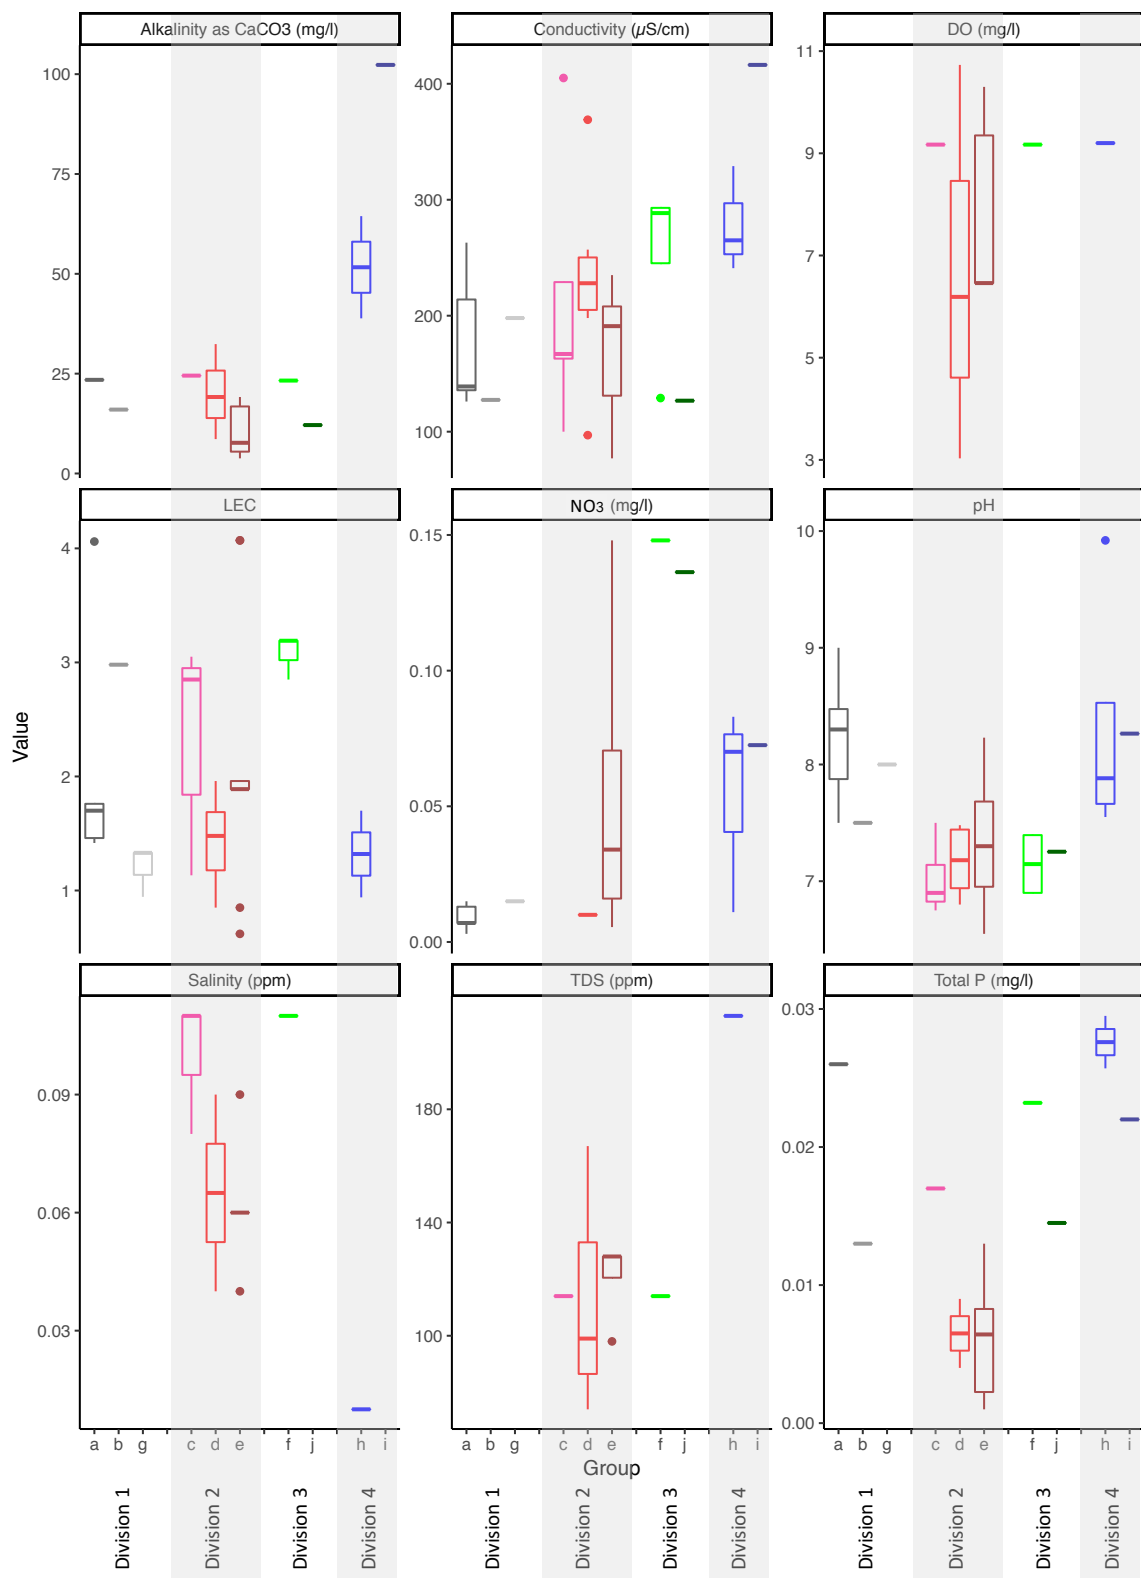 Alkalinity as CaCO3 (mg/l)
Conductivity (µS/cm)
DO (mg/l)
100
75
50
25
0
400
300
200
100
11
9
7
5
3
LEC
NO3 (mg/l)
pH
4
3
2
1
0.15
0.10
0.05
0.00
10
9
8
7
Value
Salinity (ppm)
TDS (ppm)
Total P (mg/l)
0.09
0.06
0.03
180
140
100
0.03
0.02
0.01
0.00
a b g c d e f j h i
a b g c d e f j h i
a b g c d e f j h i
Group
Division 1
Division 2
Division 3
Division 4
Division 1
Division 2
Division 3
Division 4
Division 1
Division 2
Division 3
Division 4